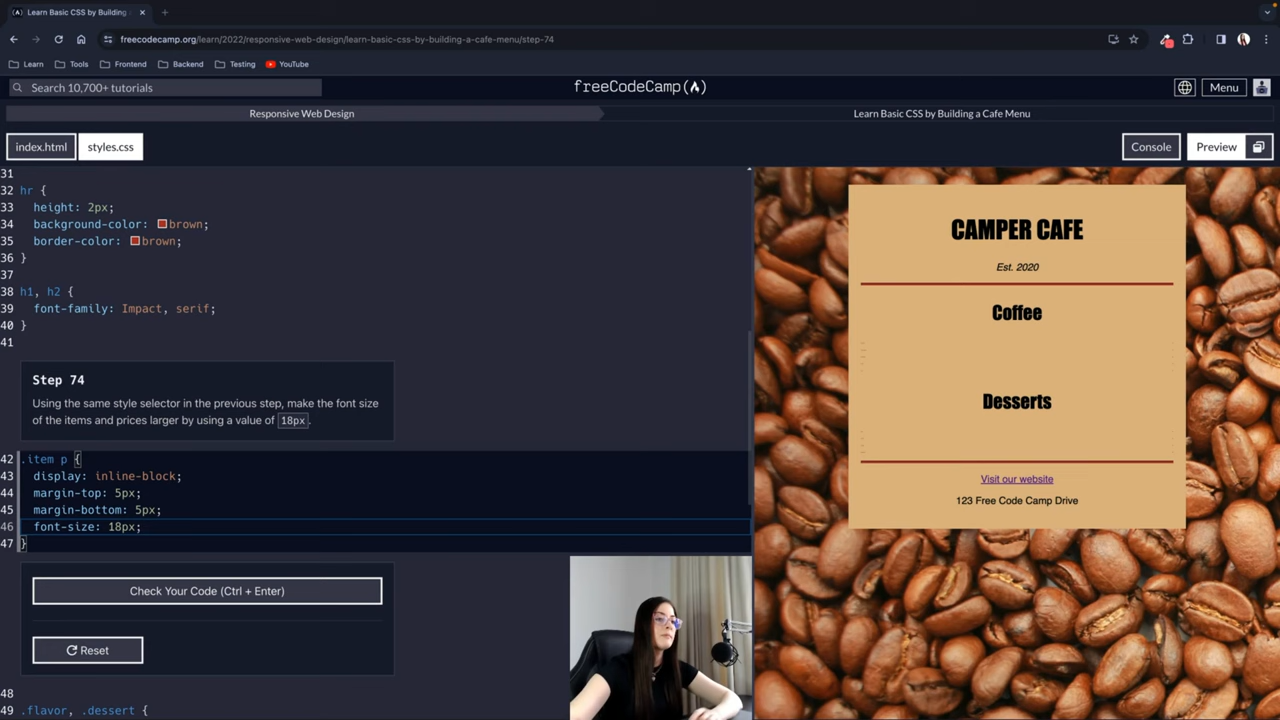 Learn Basic CSS by Building
freecodecamp.org/learn/2022/responsive-web-design/learn-basic-css-by-building-a-cafe-menu/step-74
Learn
Tools
Frontend
Backend
Testing
YouTube
Search 10,700+ tutorials
freeCodeCamp(🔥)
Menu
Responsive Web Design
Learn Basic CSS by Building a Cafe Menu
index.html
styles.css
Console
Preview
31
32 hr {
33 height: 2px;
34 background-color: brown;
35 border-color: brown;
36 }
37
38 h1, h2 {
39 font-family: Impact, serif;
40 }
41
Step 74
Using the same style selector in the previous step, make the font size
of the items and prices larger by using a value of 18px.
42 .item p {
43 display: inline-block;
44 margin-top: 5px;
45 margin-bottom: 5px;
46 font-size: 18px;
47 }
Check Your Code (Ctrl + Enter)
Reset
48
49 .flavor, .dessert {
CAMPER CAFE
Est. 2020
Coffee
Desserts
Visit our website
123 Free Code Camp Drive